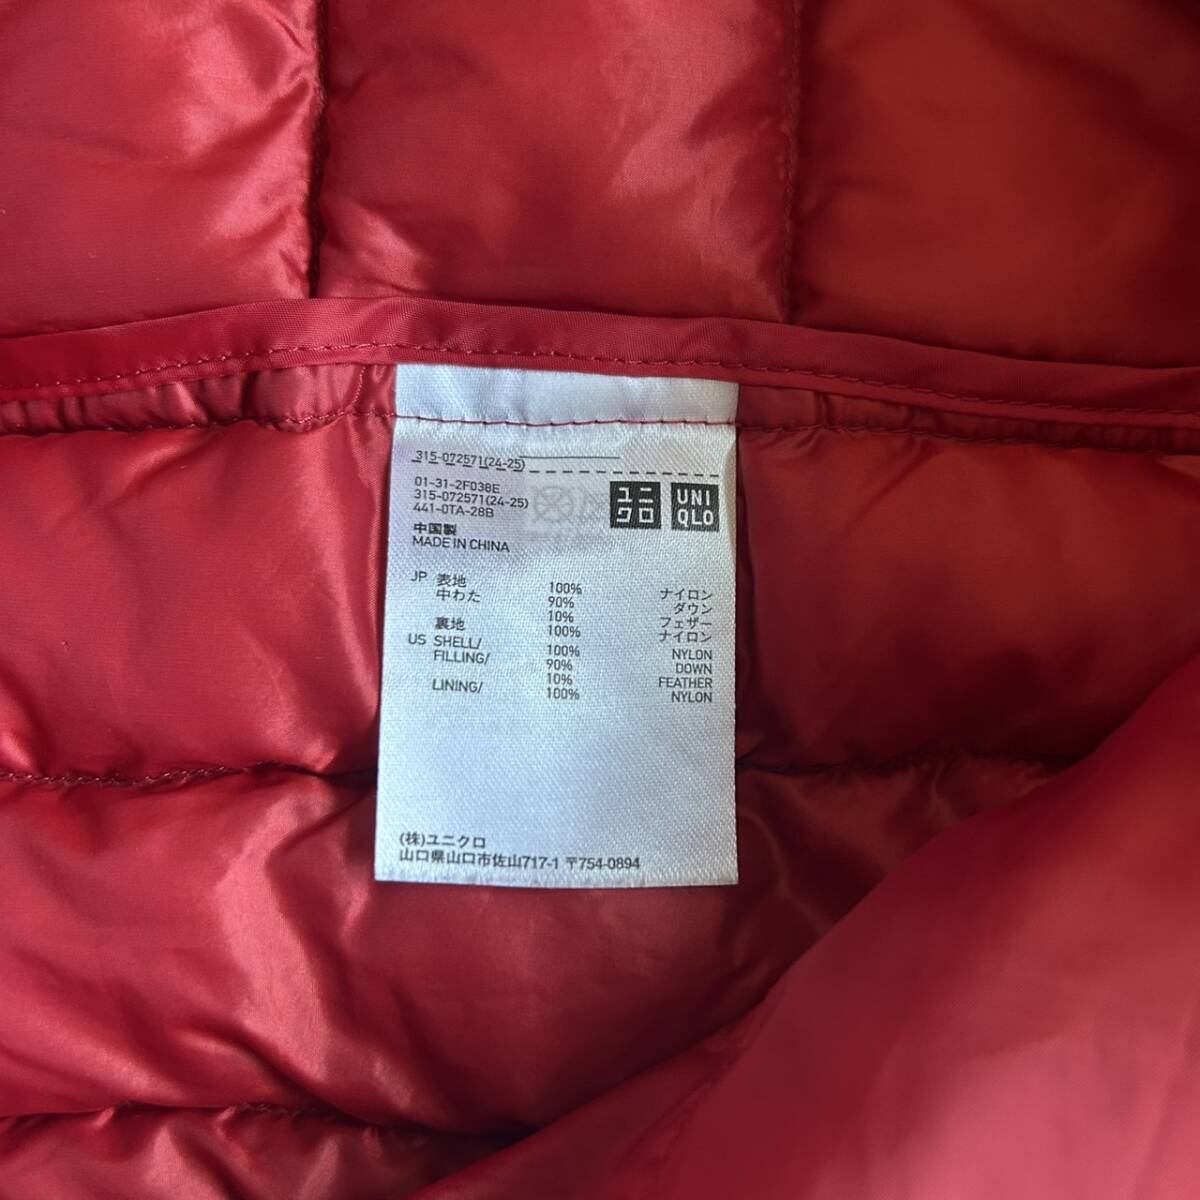 315-072571(24-25)
01-31-2F038E
315-072571(24-25)
441-0TA-28B
ユニ
クロ
UNI
QLO
中国製
MADE IN CHINA
JP 表地 100% ナイロン
中わた 90% ダウン
10% フェザー
裏地 100% ナイロン
US SHELL/ 100% NYLON
FILLING/ 90% DOWN
10% FEATHER
LINING/ 100% NYLON
(株)ユニクロ
山口県山口市佐山717-1 〒754-0894